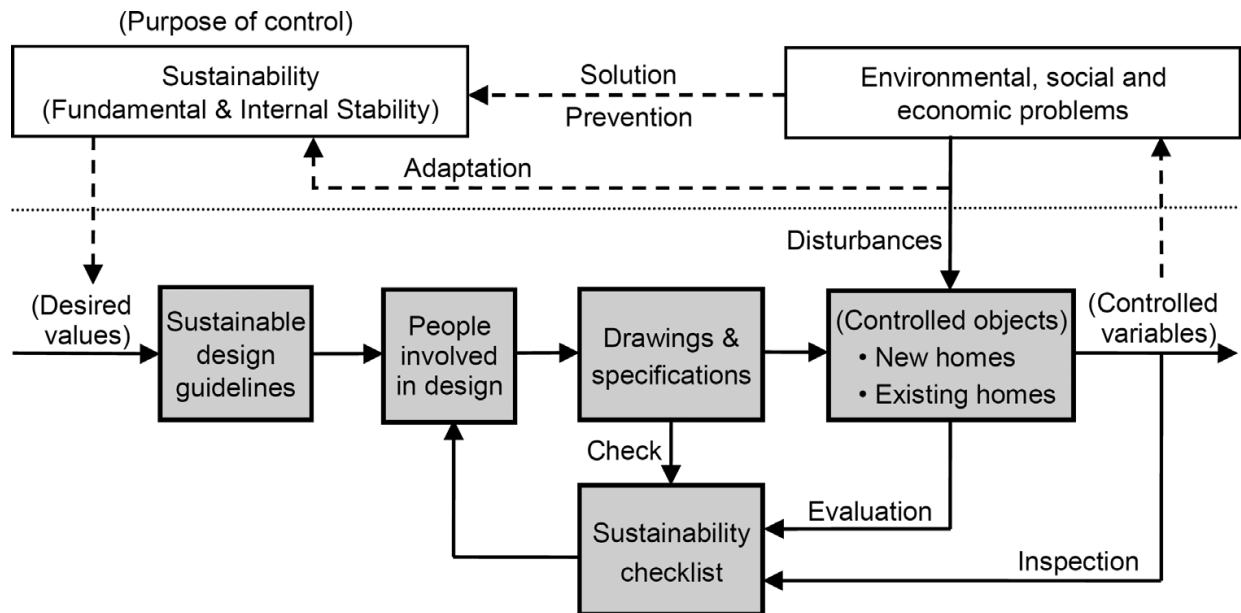 (Purpose of control)
Sustainability
(Fundamental & Internal Stability)
Solution
Prevention
Environmental, social and
economic problems
Adaptation
Disturbances
(Desired
values)
Sustainable
design
guidelines
People
involved
in design
Drawings &
specifications
(Controlled objects)
• New homes
• Existing homes
(Controlled
variables)
Check
Evaluation
Sustainability
checklist
Inspection